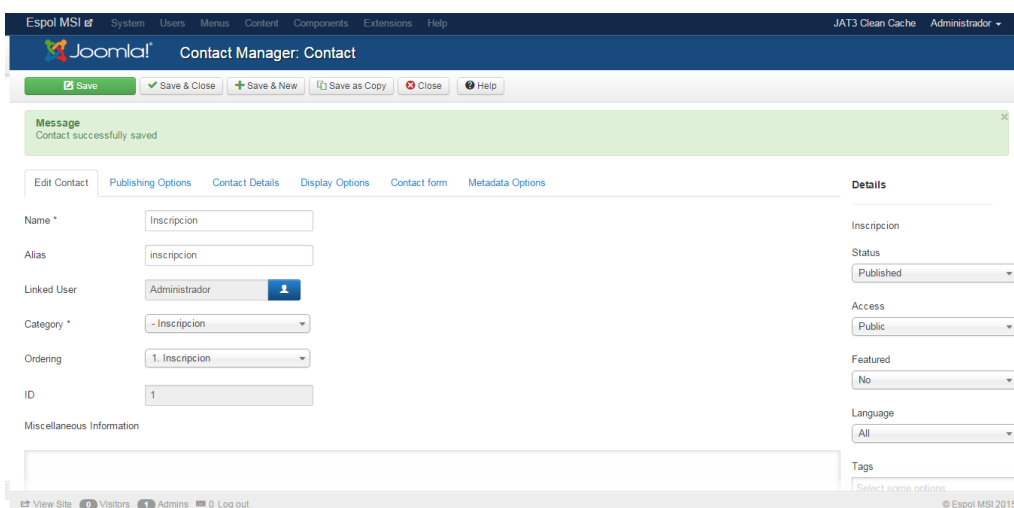 Espol MSI System Users Menus Content Components Extensions Help JAT3 Clean Cache Administrador
Joomla! Contact Manager: Contact
Save Save & Close Save & New Save as Copy Close Help
Message
Contact successfully saved
×
Edit Contact Publishing Options Contact Details Display Options Contact form Metadata Options
Name * Inscripcion
Alias inscripcion
Linked User Administrador
Category * - Inscripcion
Ordering 1. Inscripcion
ID 1
Miscellaneous Information
Details
Inscripcion
Status
Published
Access
Public
Featured
No
Language
All
Tags
Select some options
View Site 0 Visitors 1 Admins 0 Log out © Espol MSI 2015